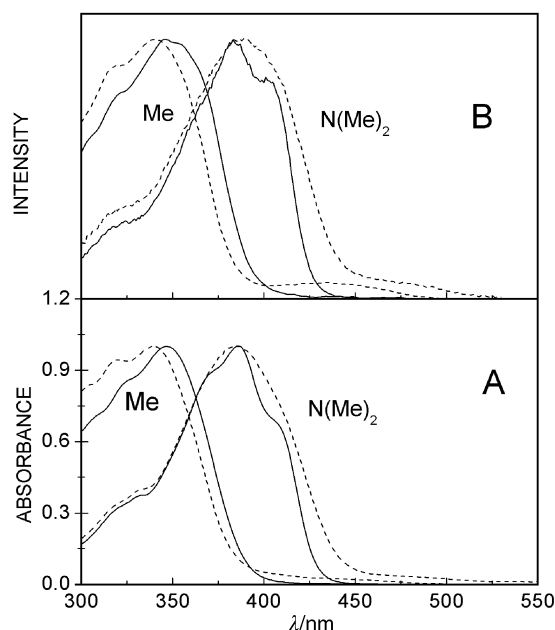 B
Me
N(Me)2
INTENSITY
1.2
A
0.9
Me
N(Me)2
0.6
ABSORBANCE
0.3
0.0
300 350 400 450 500 550
λ/nm